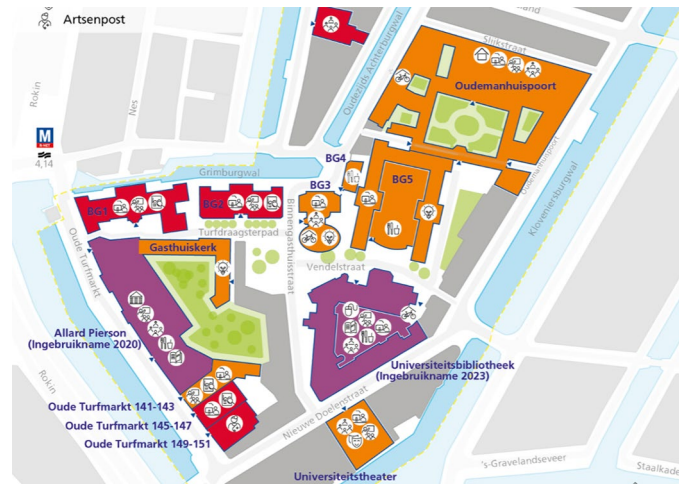 Artsenpost
Rokin
Nes
M
4,14
Grimburgwal
Oudezijds Achterburgwal
Slijkstraat
Oudemanhuispoort
Oudemanhuispoort
Kloveniersburgwal
BG1
BG2
BG3
BG4
BG5
Turfdraagsterpad
Binnengasthuisstraat
Vendelstraat
Oude Turfmarkt
Gasthuiskerk
Allard Pierson
(Ingebruikname 2020)
Universiteitsbibliotheek
(Ingebruikname 2023)
Oude Turfmarkt 141-143
Oude Turfmarkt 145-147
Oude Turfmarkt 149-151
Rokin
Nieuwe Doelenstraat
Universiteitstheater
's-Gravelandseveer
Staalkade